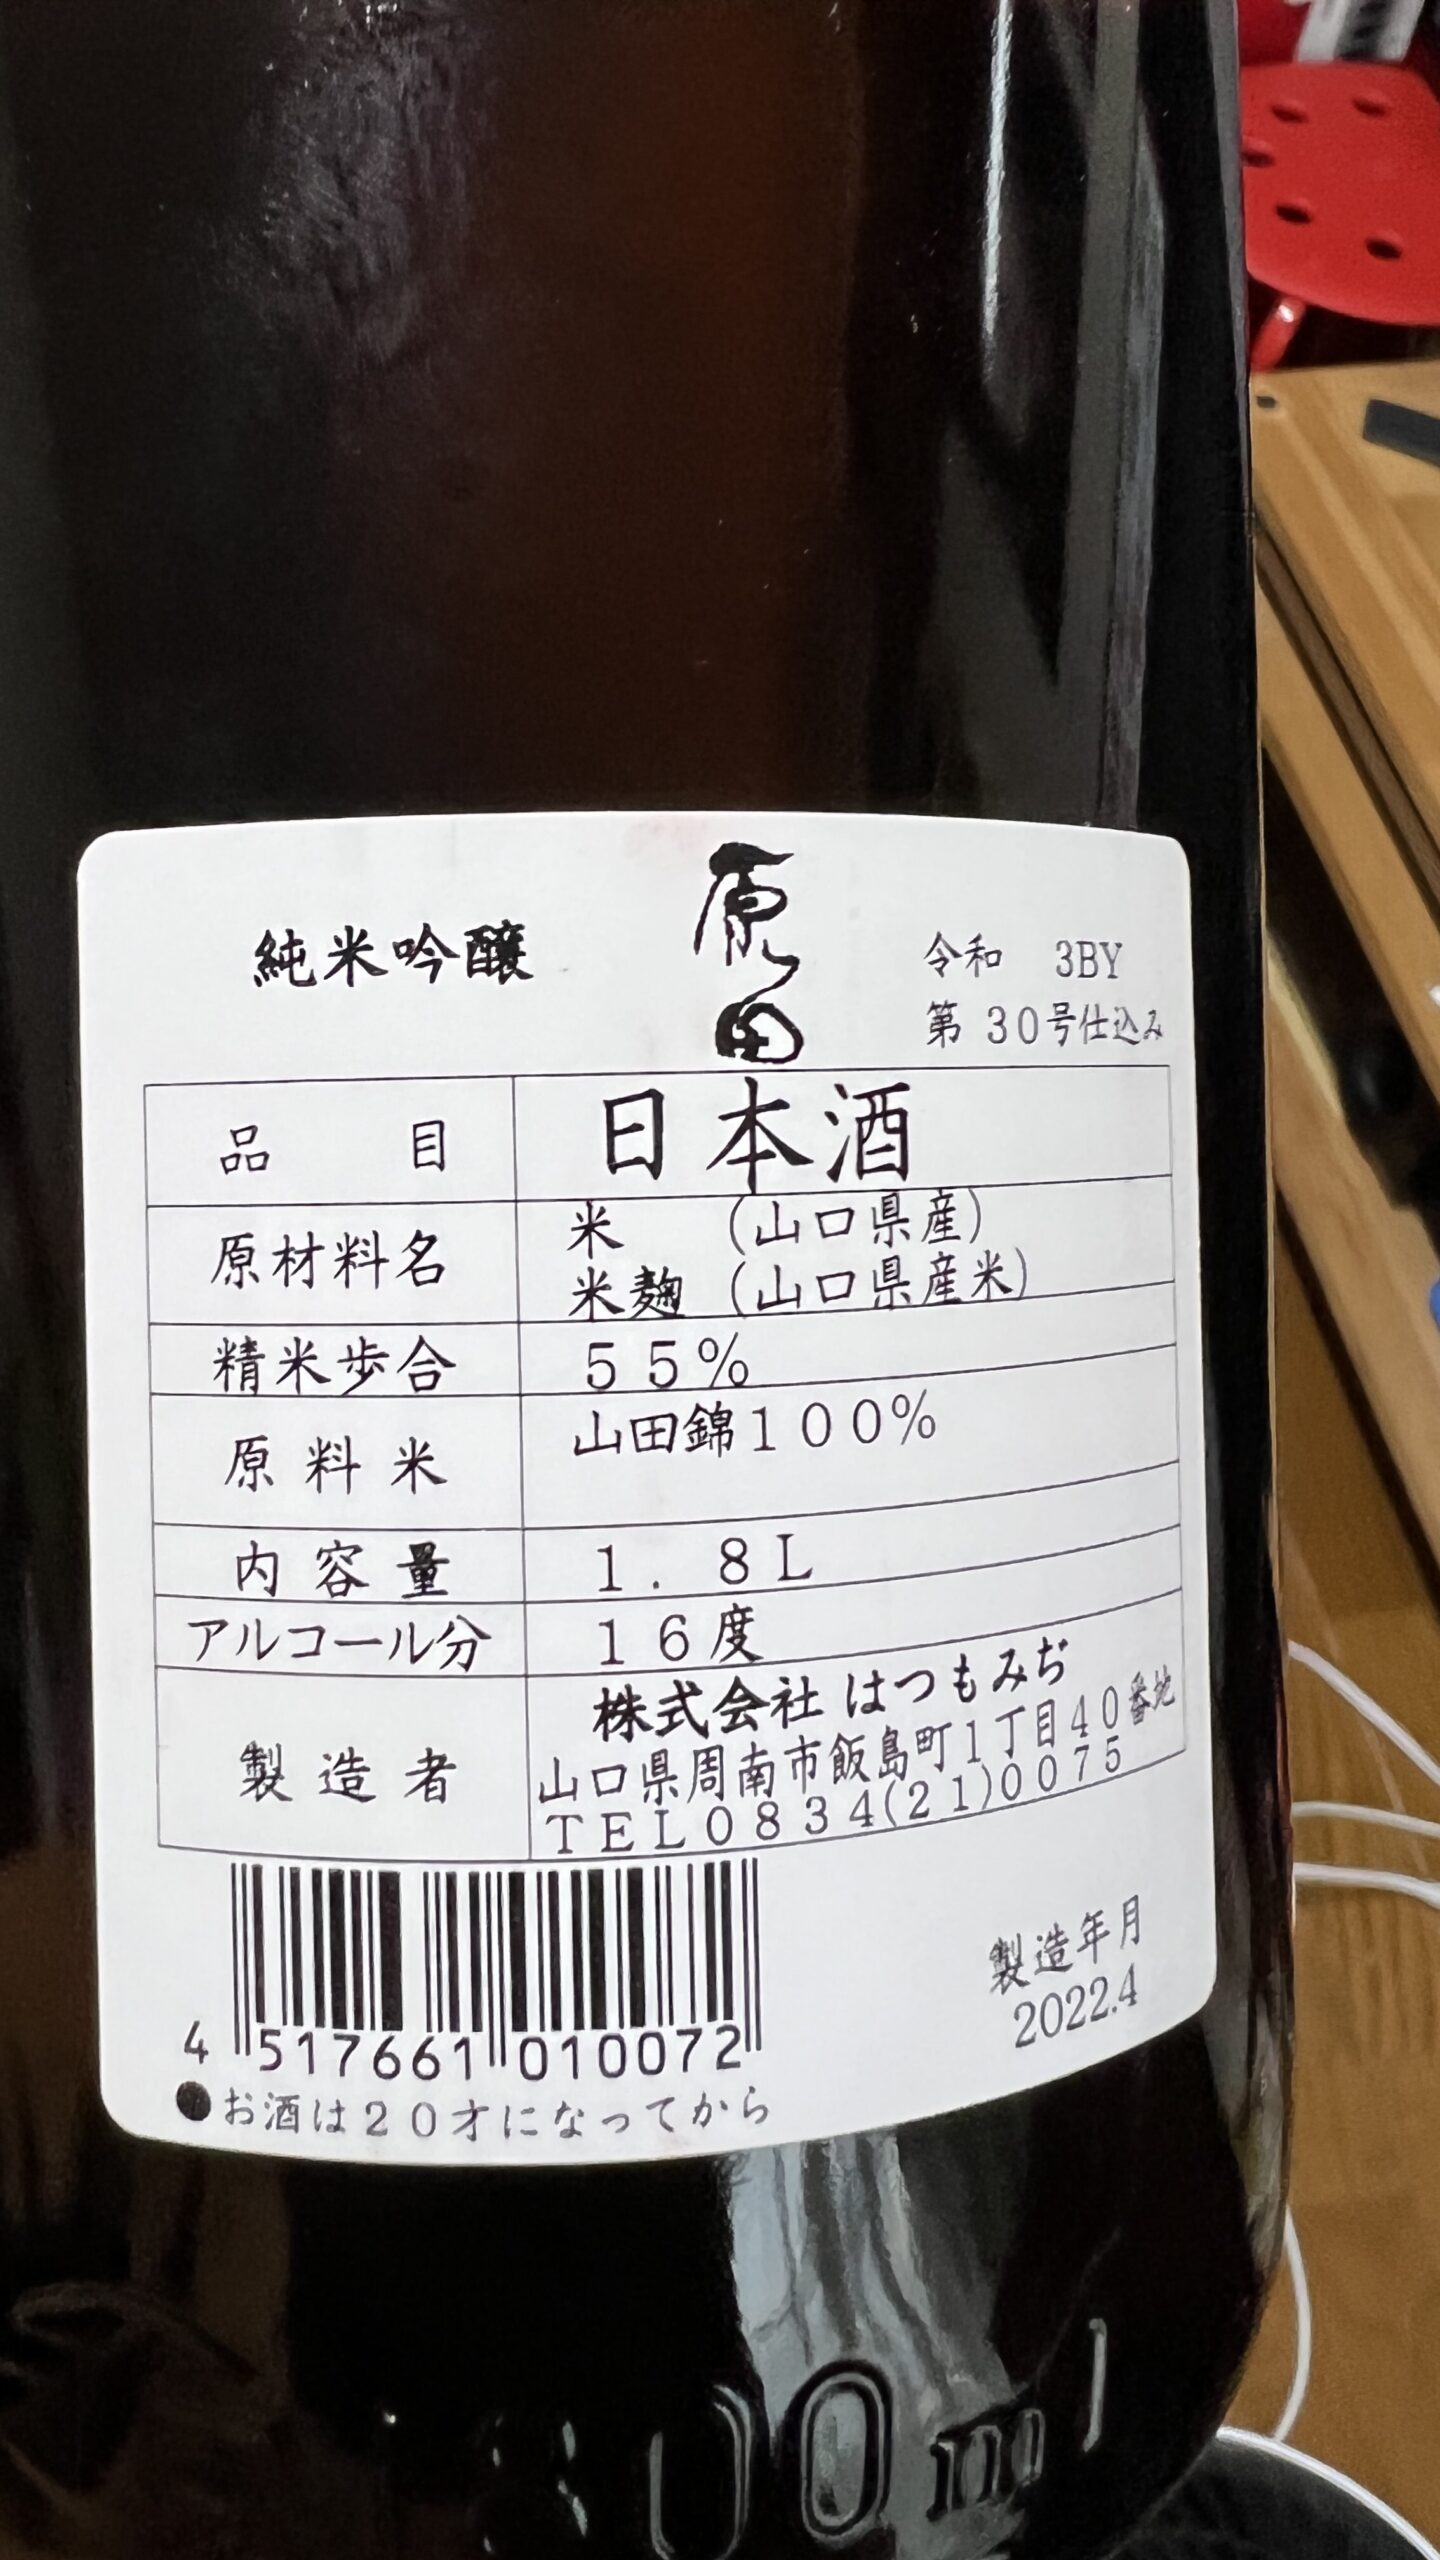 純米吟醸
原田
令和 3BY
第 30号仕込み
品目 日本酒
原材料名 米 (山口県産)
米麹 (山口県産米)
精米歩合 55%
原料米 山田錦100%
内容量 1.8L
アルコール分 16度
製造者 株式会社 はつもみぢ
山口県周南市飯島町1丁目40番地
TEL0834(21)0075
製造年月
2022.4
4 517661 010072
●お酒は20才になってから
00ml